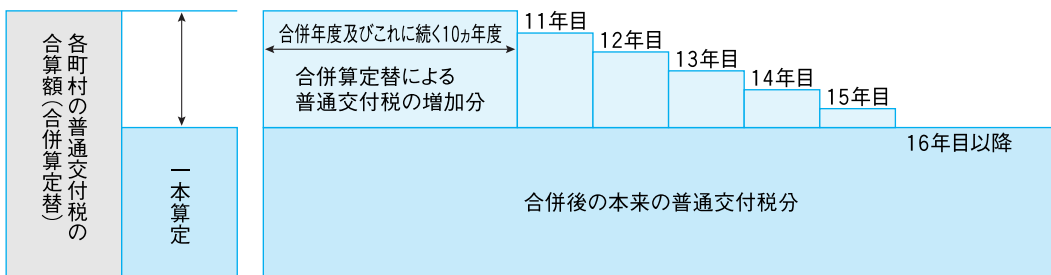 各町村の普通交付税の
合算額(合併算定替)
一本算定
合併年度及びこれに続く10ヵ年度
合併算定替による
普通交付税の増加分
11年目
12年目
13年目
14年目
15年目
16年目以降
合併後の本来の普通交付税分